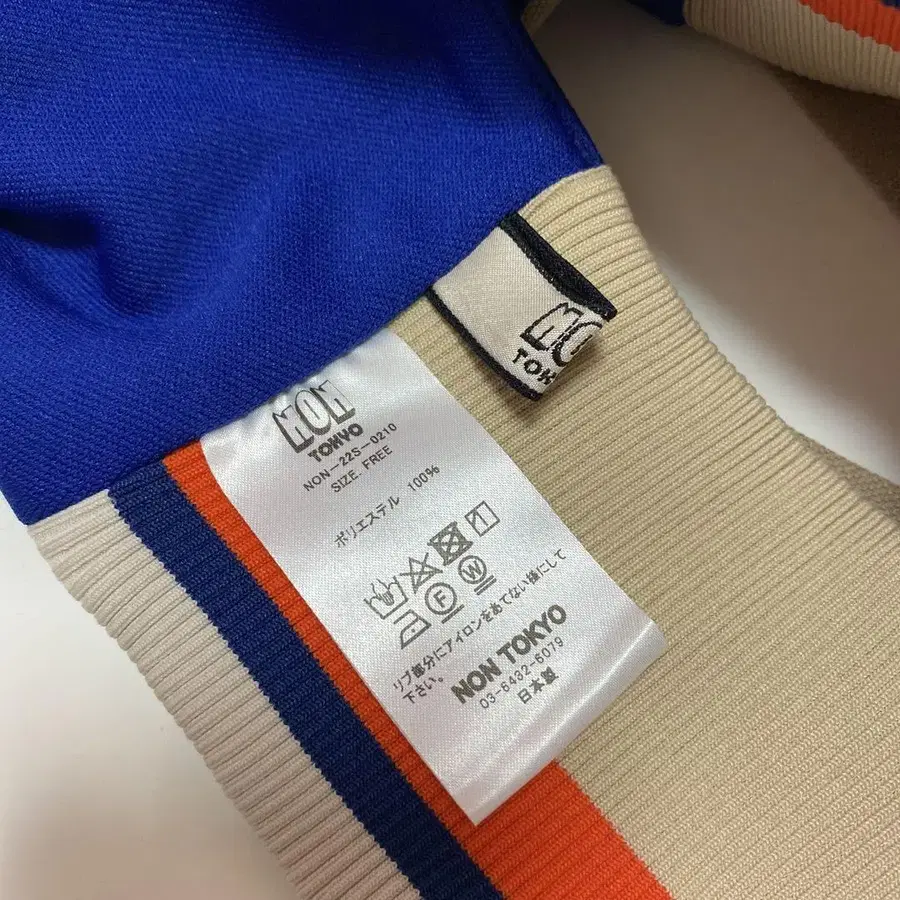 NON
TOKYO
NON-22S-0210
SIZE. FREE
ポリエステル 100%
F W
リブ部分にアイロンをあてない様にして
下さい。
NON TOKYO
03-6432-6079
日本製
TOK